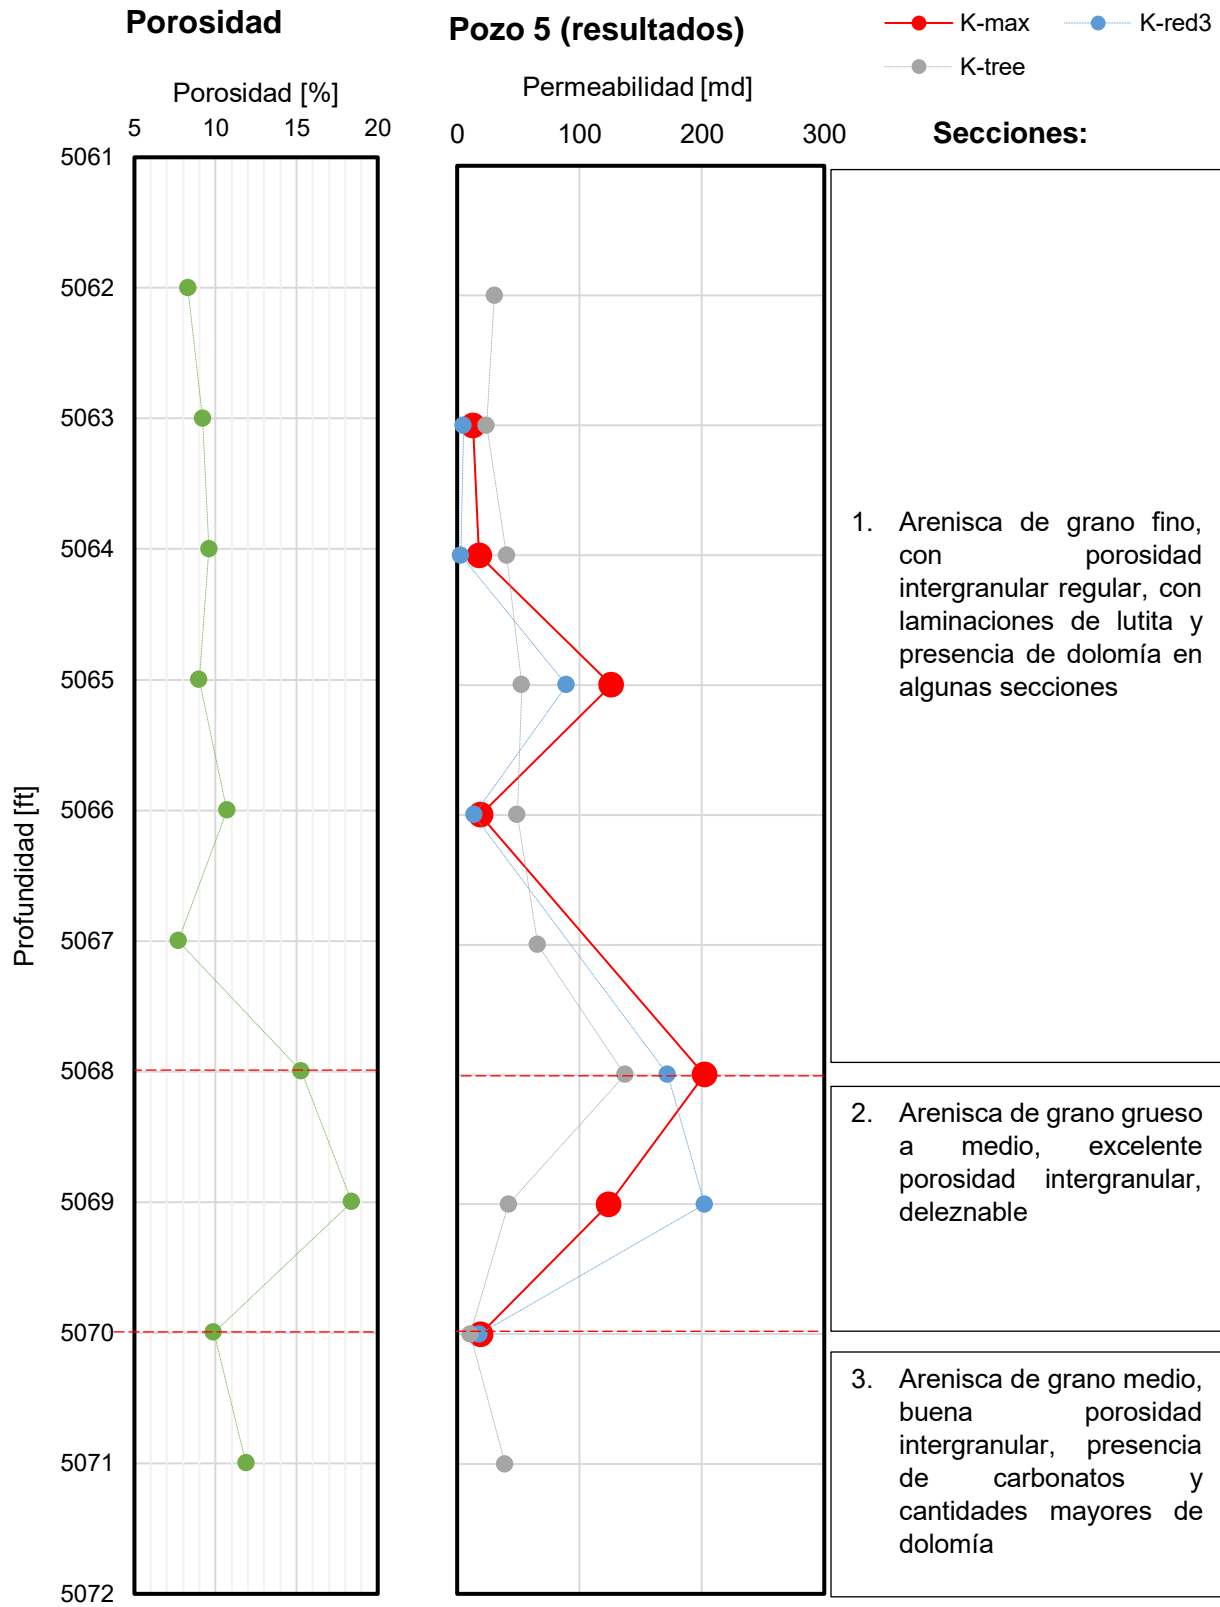 Porosidad
Pozo 5 (resultados)
K-max
K-red3
K-tree
Porosidad [%]
Permeabilidad [md]
5 10 15 20
0 100 200 300
Secciones:
Profundidad [ft]
5061
5062
5063
5064
5065
5066
5067
5068
5069
5070
5071
5072
1. Arenisca de grano fino,
con porosidad
intergranular regular, con
laminaciones de lutita y
presencia de dolomía en
algunas secciones
2. Arenisca de grano grueso
a medio, excelente
porosidad intergranular,
deleznable
3. Arenisca de grano medio,
buena porosidad
intergranular, presencia
de carbonatos y
cantidades mayores de
dolomía